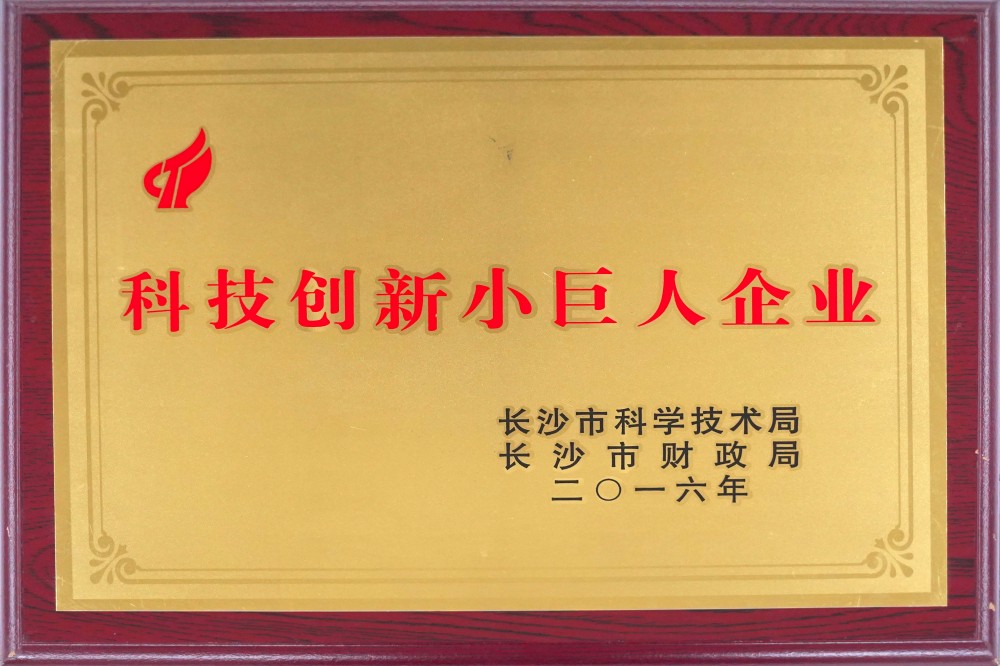 科技创新小巨人企业
长沙市科学技术局
长沙市财政局
二〇一六年